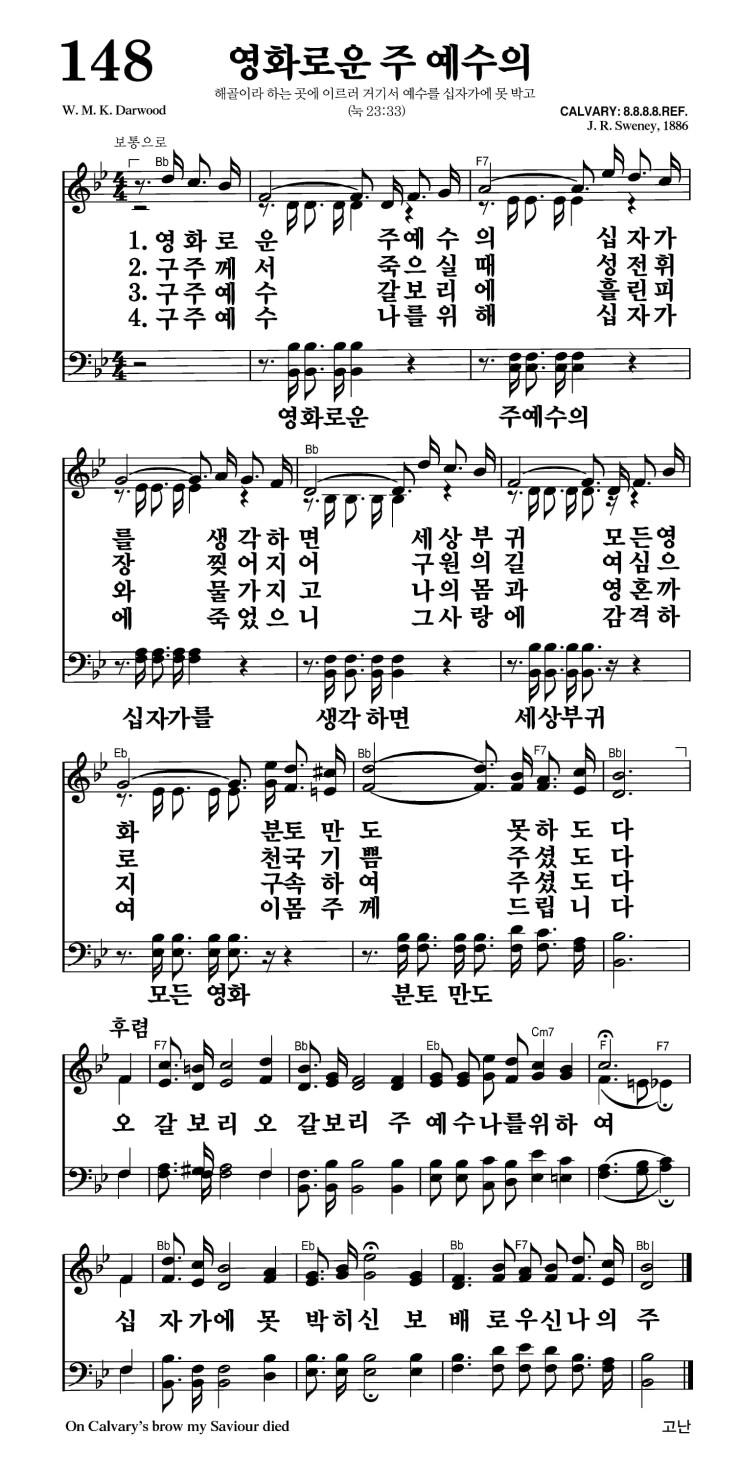 148
영화로운 주 예수의
해골이라 하는 곳에 이르러 거기서 예수를 십자가에 못 박고
W. M. K. Darwood
(눅 23:33)
CALVARY: 8.8.8.8.REF.
J. R. Sweney, 1886
보통으로
Bb F7
1. 영 화 로 운 주 예 수 의 십 자 가
2. 구 주 께 서 죽 으 실 때 성 전 휘
3. 구 주 예 수 갈 보 리 에 흘 린 피
4. 구 주 예 수 나 를 위 해 십 자 가
영화로운 주예수의
Bb
를 생 각 하 면 세 상 부 귀 모 든 영
장 찢 어 지 어 구 원 의 길 여 심 으
와 물 가 지 고 나 의 몸 과 영 혼 까
에 죽 었 으 니 그 사 랑 에 감 격 하
십자가를 생각 하면 세상부귀
Eb Bb F7 Bb
화 분토 만 도 못 하 도 다
로 천국 기 쁨 주 셨 도 다
지 구속 하 여 주 셨 도 다
여 이몸 주 께 드 립 니 다
모든 영화 분토 만도
후렴
F7 Bb Eb Cm7 F F7
오 갈 보 리 오 갈 보 리 주 예 수 나 를 위 하 여
Bb Eb Bb F7 Bb
십 자 가 에 못 박 히 신 보 배 로 우 신 나 의 주
On Calvary's brow my Saviour died
고난